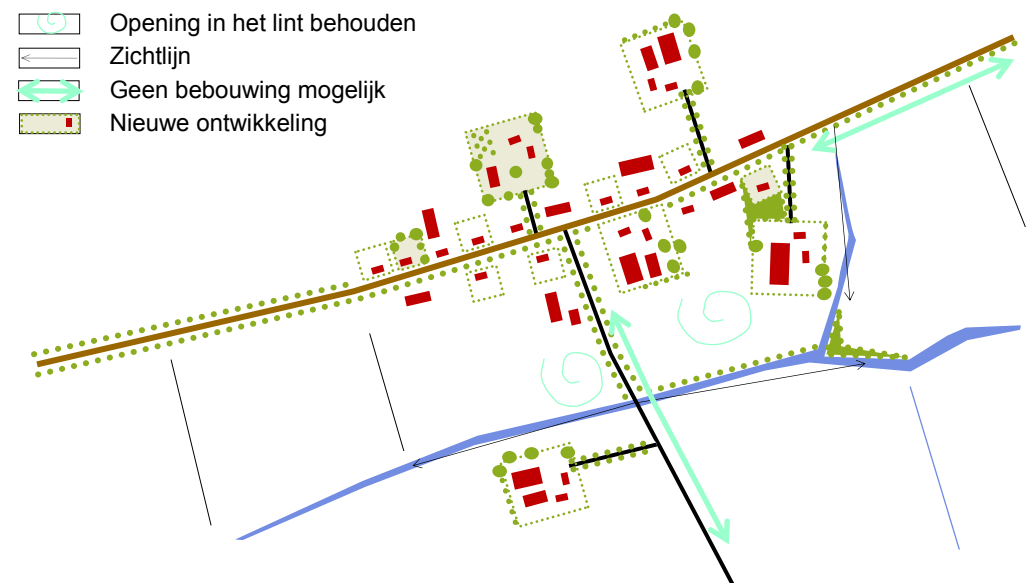 Opening in het lint behouden
Zichtlijn
Geen bebouwing mogelijk
Nieuwe ontwikkeling